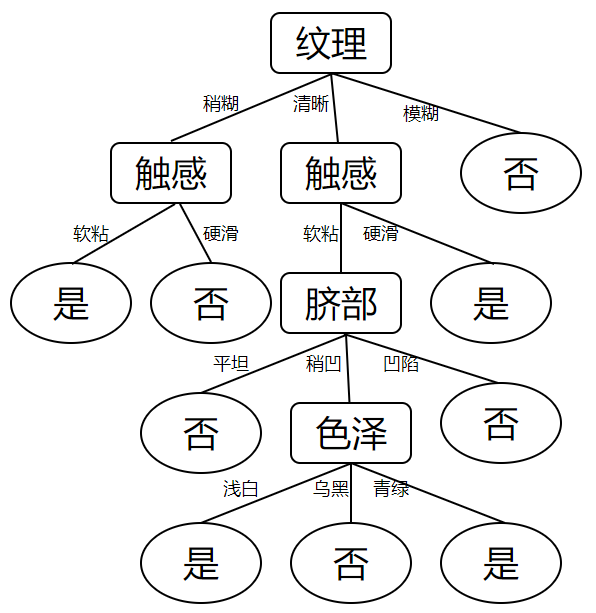 纹理
稍糊
清晰
模糊
触感
触感
否
软粘
硬滑
软粘
硬滑
是
否
脐部
是
平坦
稍凹
凹陷
否
色泽
否
浅白
乌黑
青绿
是
否
是